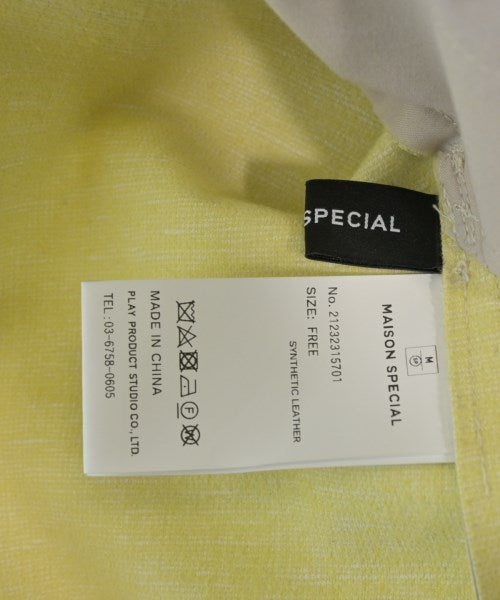 SPECIAL
M
SP
MAISON SPECIAL
No. 21232315701
SIZE: FREE
SYNTHETIC LEATHER
MADE IN CHINA
PLAY PRODUCT STUDIO CO., LTD.
TEL : 03-6758-0605